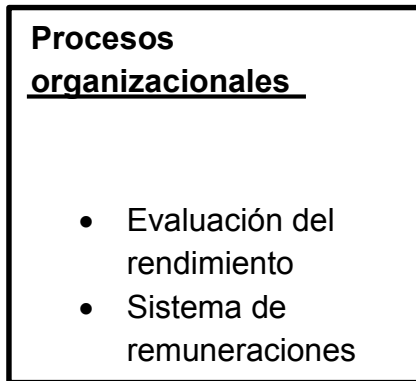 Procesos
organizacionales
• Evaluación del
rendimiento
• Sistema de
remuneraciones